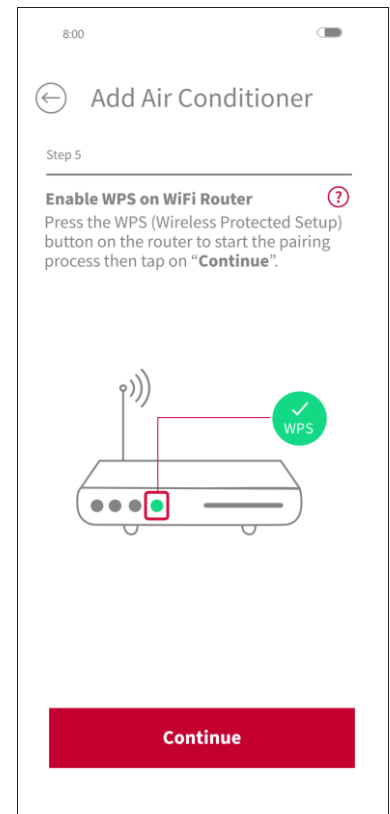 8:00
Add Air Conditioner
Step 5
Enable WPS on WiFi Router
?
Press the WPS (Wireless Protected Setup)
button on the router to start the pairing
process then tap on “Continue”.
WPS
Continue